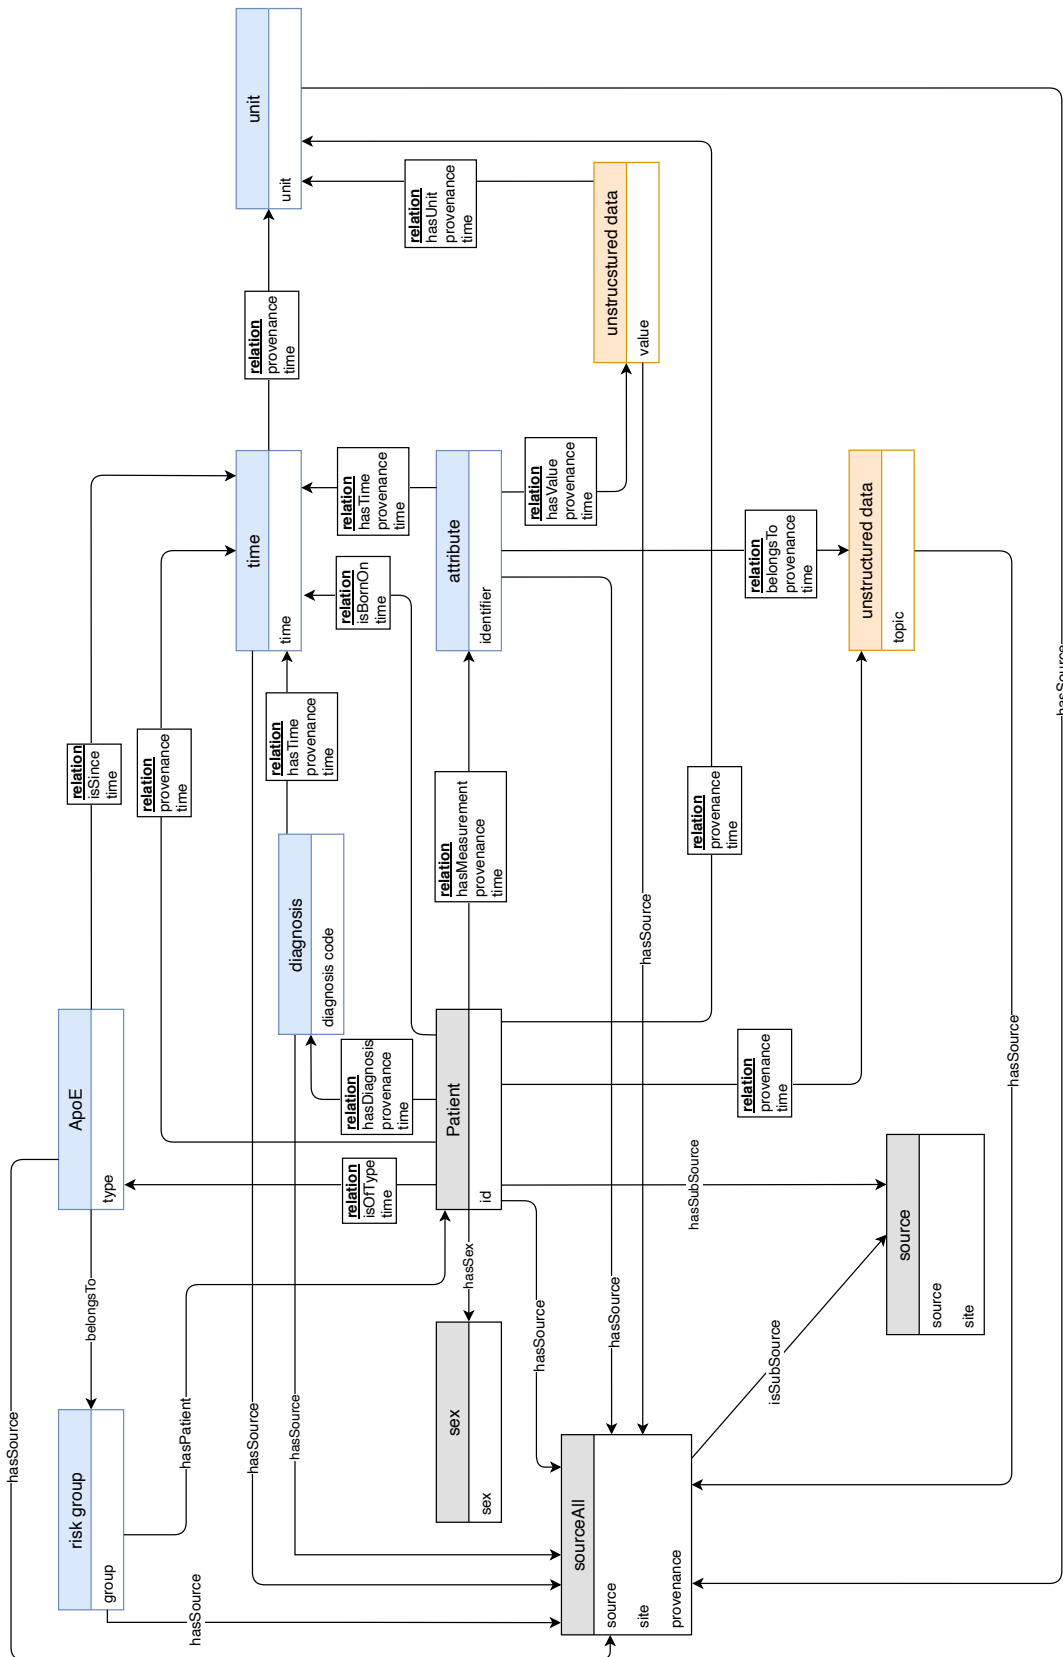 hasSource
risk group
group
belongsTo
ApoE
type
relation
isSince
time
relation
provenance
time
hasPatient
hasSource
hasSource
time
time
relation
provenance
time
unit
unit
hasSource
diagnosis
diagnosis code
relation
hasTime
provenance
time
relation
isOfType
time
relation
hasDiagnosis
provenance
time
relation
isBornOn
time
relation
hasTime
provenance
time
relation
hasUnit
provenance
time
sex
sex
hasSex
Patient
id
relation
hasMeasurement
provenance
time
attribute
identifier
relation
hasValue
provenance
time
hasSource
sourceAll
source
site
provenance
hasSource
hasSource
unstrucstured data
value
hasSubSource
relation
provenance
time
relation
provenance
time
relation
belongsTo
provenance
time
isSubSource
unstructured data
topic
source
source
site
hasSource
hasSource